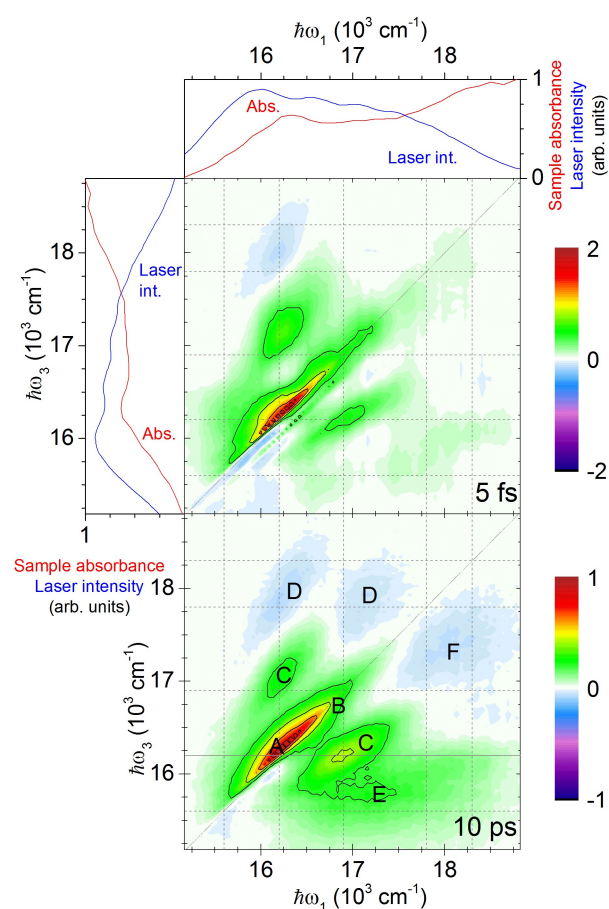 ℏω₁ (10³ cm⁻¹)
16 17 18
Abs.
Laser int.
1
0
Sample absorbance
Laser intensity
(arb. units)
18
17
16
ℏω₃ (10³ cm⁻¹)
Laser
int.
Abs.
1
5 fs
2
0
-2
Sample absorbance
Laser intensity
(arb. units)
18
17
16
ℏω₃ (10³ cm⁻¹)
D D
F
C
B
A C
E
10 ps
1
0
-1
16 17 18
ℏω₁ (10³ cm⁻¹)